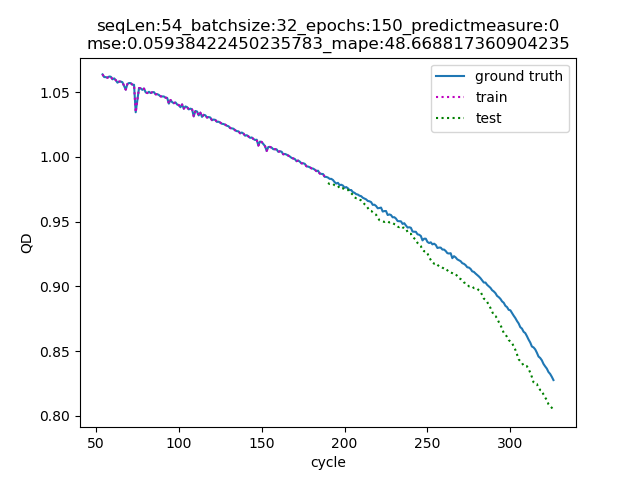 seqLen:54_batchsize:32_epochs:150_predictmeasure:0
mse:0.05938422450235783_mape:48.668817360904235
ground truth
train
test
1.05
1.00
0.95
0.90
0.85
0.80
QD
50 100 150 200 250 300
cycle